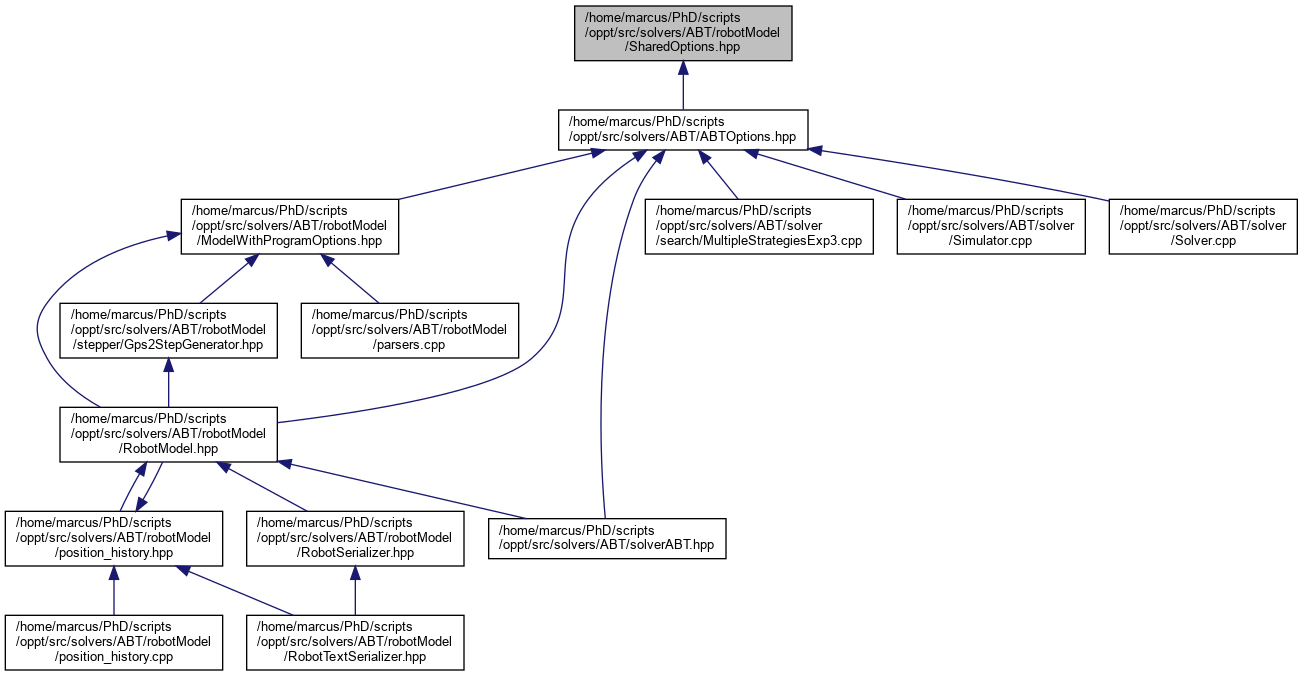 /home/marcus/PhD/scripts
/oppt/src/solvers/ABT/robotModel
/SharedOptions.hpp
/home/marcus/PhD/scripts
/oppt/src/solvers/ABT/ABTOptions.hpp
/home/marcus/PhD/scripts
/oppt/src/solvers/ABT/robotModel
/ModelWithProgramOptions.hpp
/home/marcus/PhD/scripts
/oppt/src/solvers/ABT/solver
/search/MultipleStrategiesExp3.cpp
/home/marcus/PhD/scripts
/oppt/src/solvers/ABT/solver
/Simulator.cpp
/home/marcus/PhD/scripts
/oppt/src/solvers/ABT/solver
/Solver.cpp
/home/marcus/PhD/scripts
/oppt/src/solvers/ABT/robotModel
/stepper/Gps2StepGenerator.hpp
/home/marcus/PhD/scripts
/oppt/src/solvers/ABT/robotModel
/parsers.cpp
/home/marcus/PhD/scripts
/oppt/src/solvers/ABT/robotModel
/RobotModel.hpp
/home/marcus/PhD/scripts
/oppt/src/solvers/ABT/robotModel
/position_history.hpp
/home/marcus/PhD/scripts
/oppt/src/solvers/ABT/robotModel
/RobotSerializer.hpp
/home/marcus/PhD/scripts
/oppt/src/solvers/ABT/solverABT.hpp
/home/marcus/PhD/scripts
/oppt/src/solvers/ABT/robotModel
/position_history.cpp
/home/marcus/PhD/scripts
/oppt/src/solvers/ABT/robotModel
/RobotTextSerializer.hpp